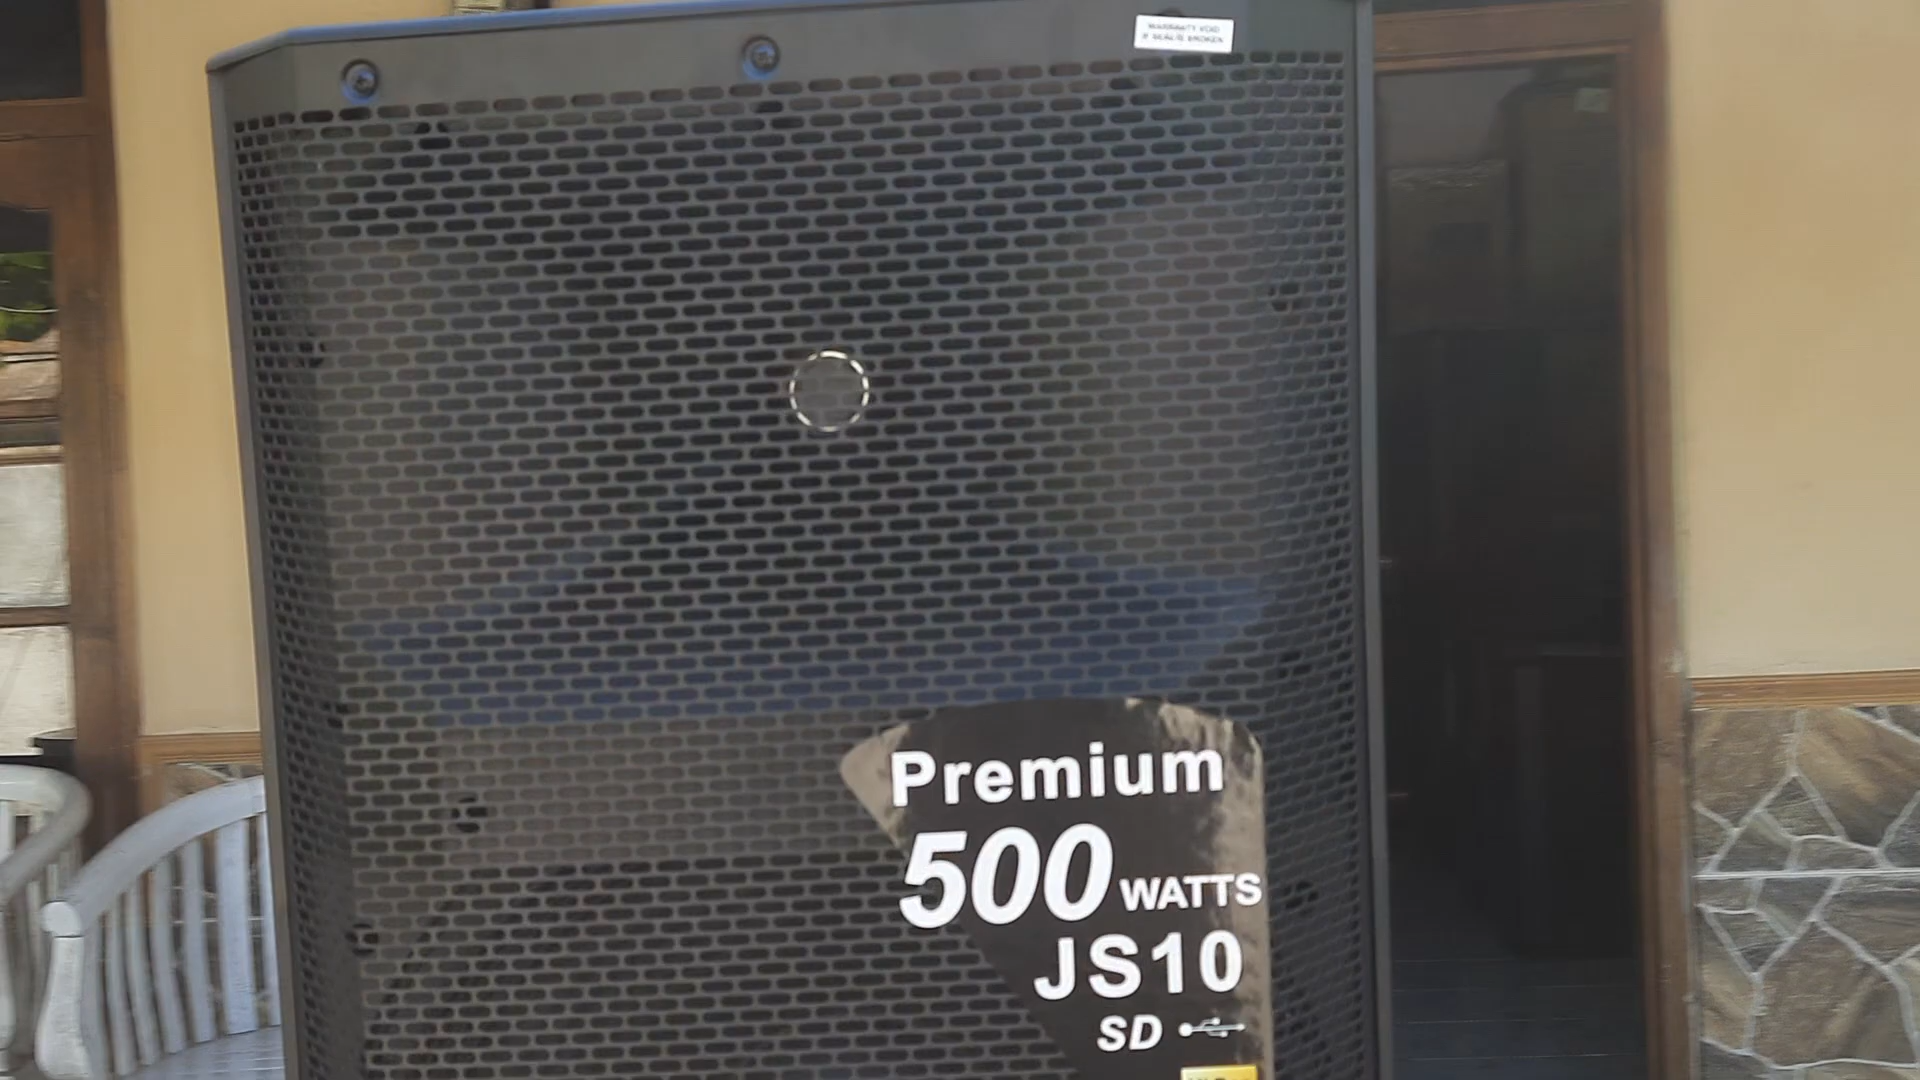 WARRANTY VOID
IF SEAL IS BROKEN
Premium
500 WATTS
JS10
SD